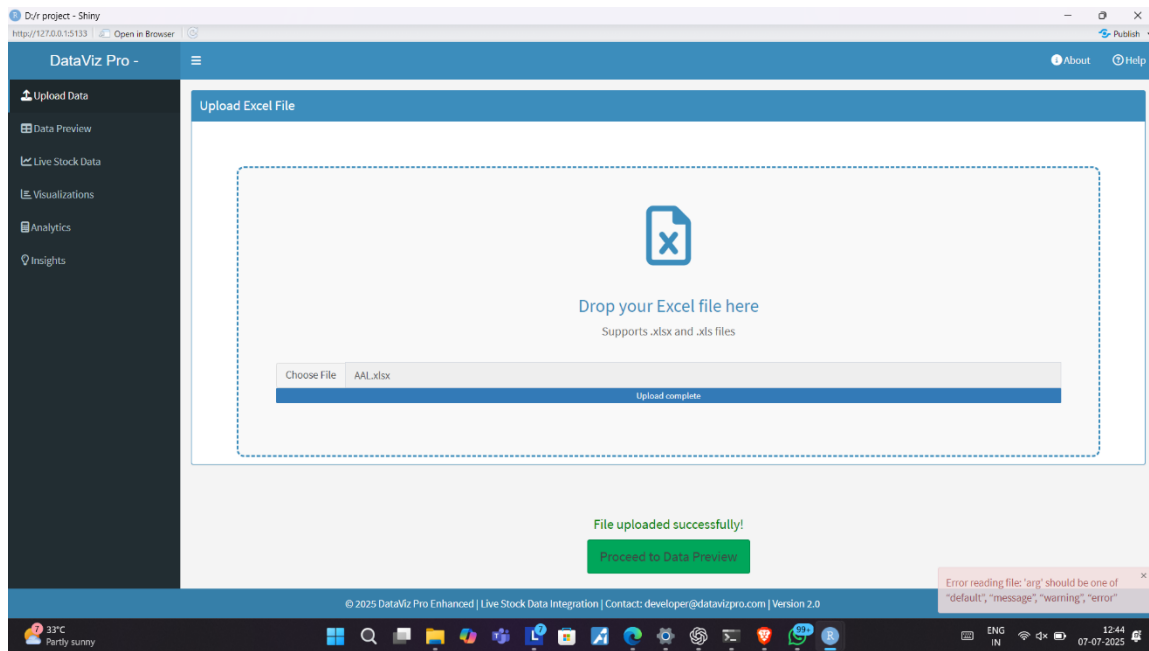 D:/r project - Shiny
http://127.0.0.1:5133 Open in Browser
Publish
DataViz Pro -
About Help
Upload Data
Data Preview
Live Stock Data
Visualizations
Analytics
Insights
Upload Excel File
Drop your Excel file here
Supports .xlsx and .xls files
Choose File AAL.xlsx
Upload complete
File uploaded successfully!
Proceed to Data Preview
Error reading file: 'arg' should be one of
“default”, “message”, “warning”, “error”
© 2025 DataViz Pro Enhanced | Live Stock Data Integration | Contact: developer@datavizpro.com | Version 2.0
7
33°C
Partly sunny
7
99+
ENG
IN
12:44
07-07-2025